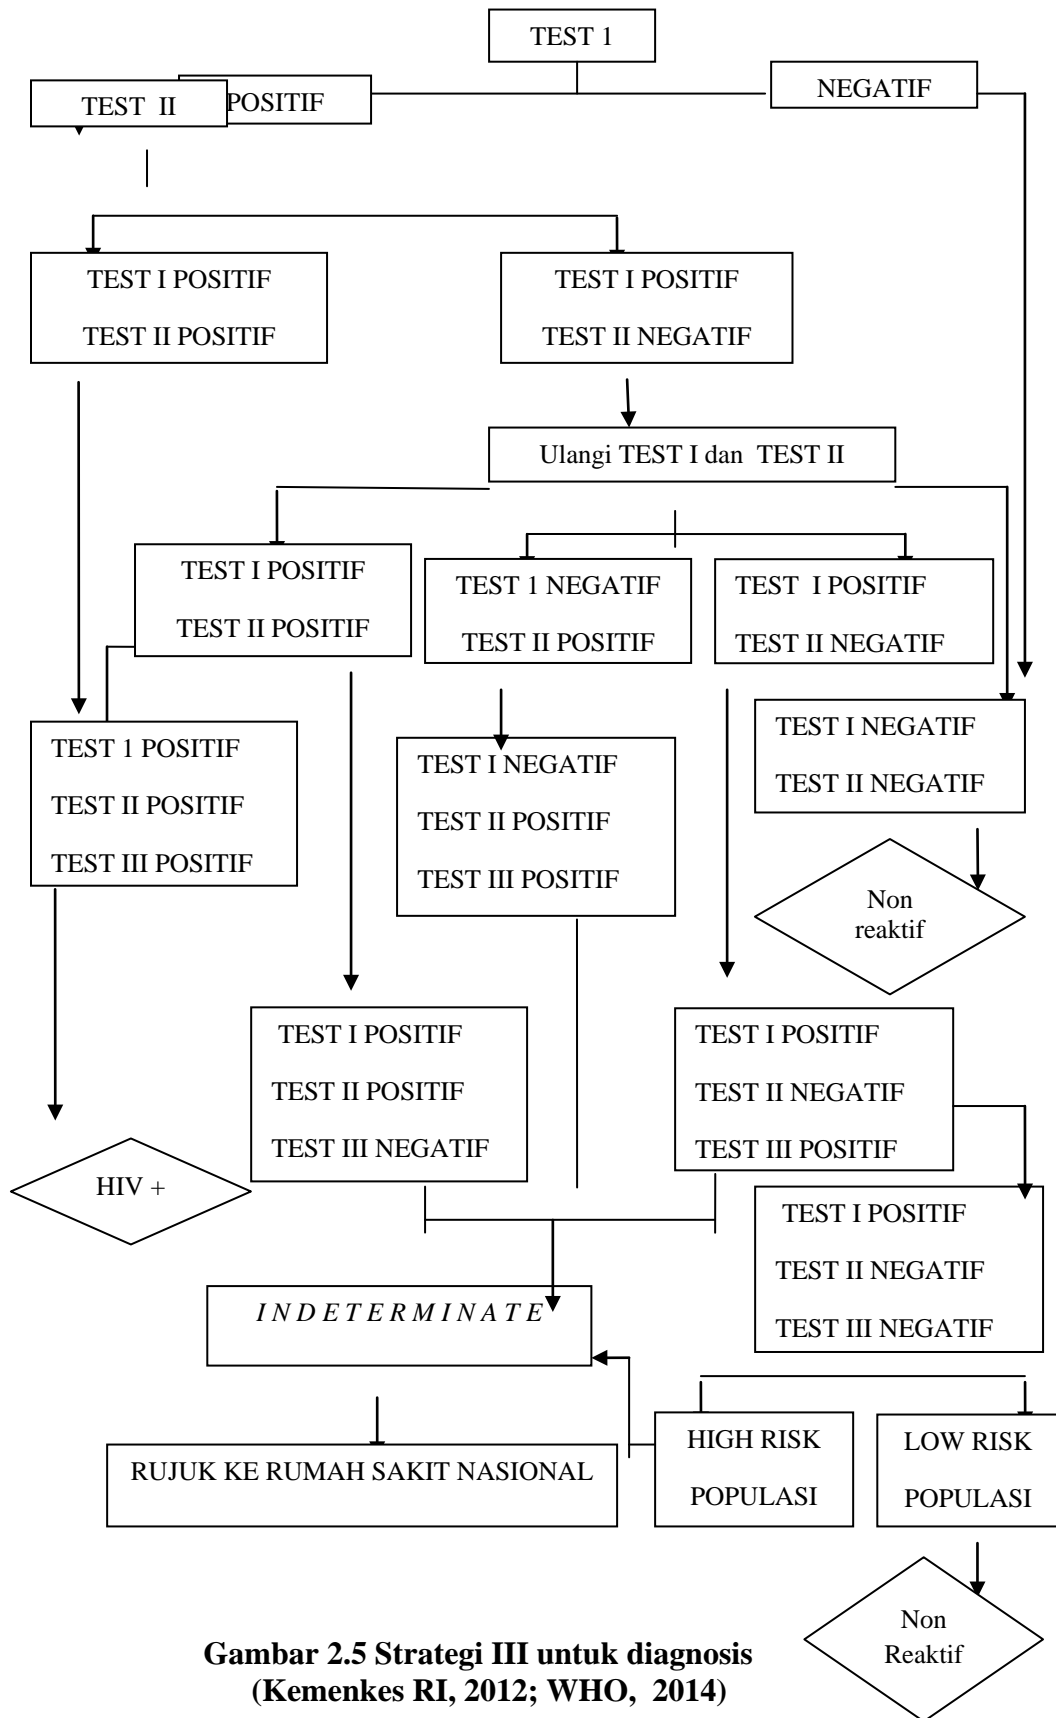 TEST 1
TEST II
POSITIF
NEGATIF
TEST I POSITIF
TEST II POSITIF
TEST I POSITIF
TEST II NEGATIF
Ulangi TEST I dan TEST II
TEST I POSITIF
TEST II POSITIF
TEST 1 NEGATIF
TEST II POSITIF
TEST I POSITIF
TEST II NEGATIF
TEST 1 POSITIF
TEST II POSITIF
TEST III POSITIF
TEST I NEGATIF
TEST II POSITIF
TEST III POSITIF
TEST I NEGATIF
TEST II NEGATIF
Non
reaktif
TEST I POSITIF
TEST II POSITIF
TEST III NEGATIF
TEST I POSITIF
TEST II NEGATIF
TEST III POSITIF
HIV +
TEST I POSITIF
TEST II NEGATIF
TEST III NEGATIF
I N D E T E R M I N A T E
RUJUK KE RUMAH SAKIT NASIONAL
HIGH RISK
POPULASI
LOW RISK
POPULASI
Non
Reaktif
Gambar 2.5 Strategi III untuk diagnosis
(Kemenkes RI, 2012; WHO, 2014)